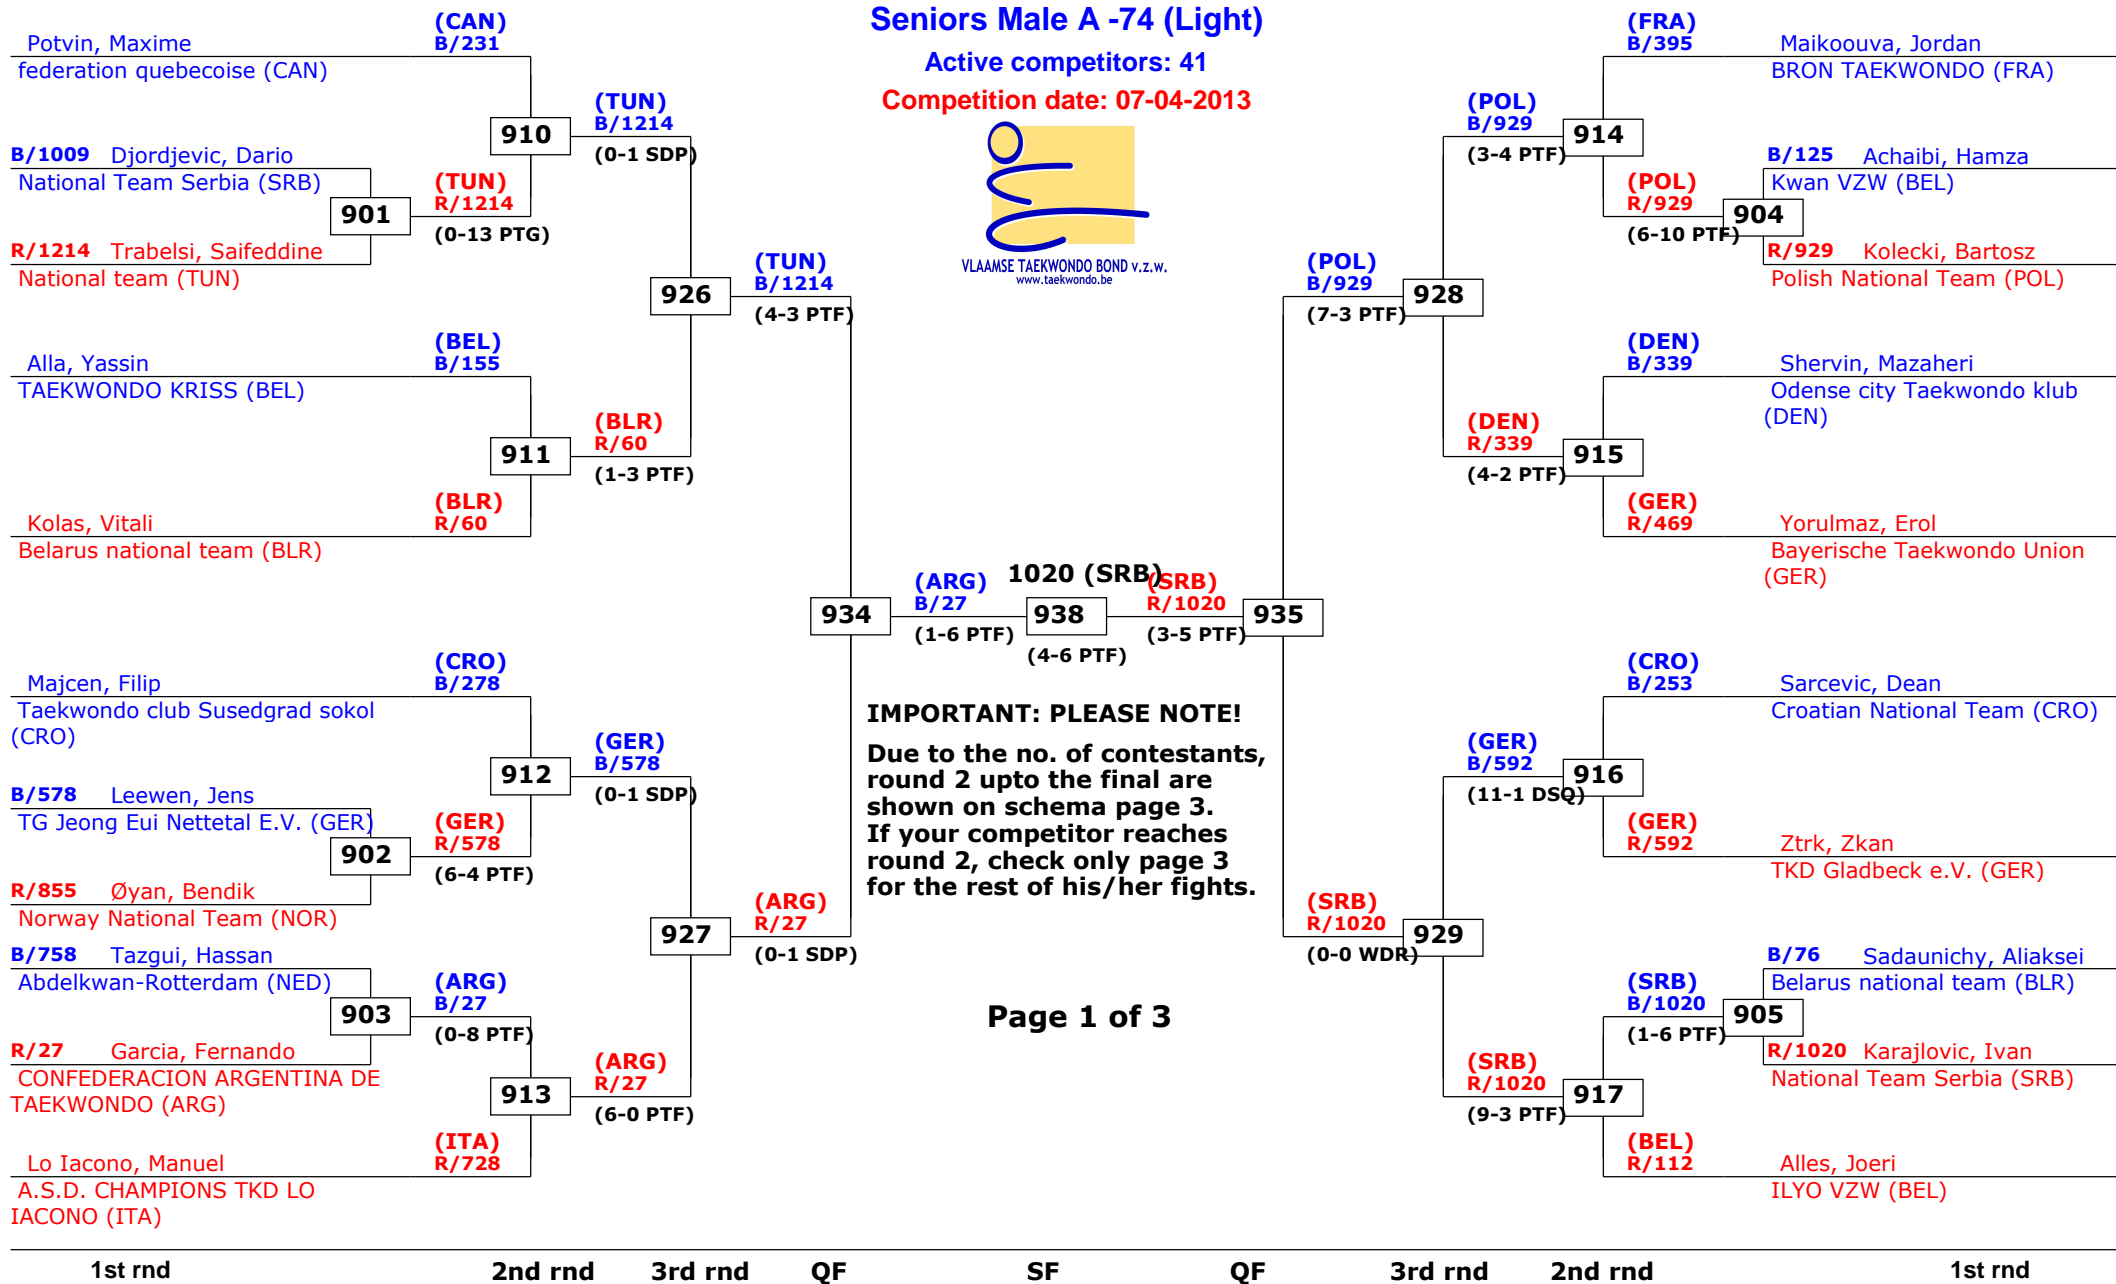 Seniors Male A -74 (Light)
Active competitors: 41
Competition date: 07-04-2013
VLAAMSE TAEKWONDO BOND v.z.w.
www.taekwondo.be
Potvin, Maxime
federation quebecoise (CAN)
(CAN)
B/231
B/1009 Djordjevic, Dario
National Team Serbia (SRB)
901
R/1214 Trabelsi, Saifeddine
National team (TUN)
(TUN)
R/1214
(0-13 PTG)
910
(TUN)
B/1214
(0-1 SDP)
Alla, Yassin
TAEKWONDO KRISS (BEL)
(BEL)
B/155
911
Kolas, Vitali
Belarus national team (BLR)
(BLR)
R/60
(BLR)
R/60
(1-3 PTF)
926
(TUN)
B/1214
(4-3 PTF)
Majcen, Filip
Taekwondo club Susedgrad sokol
(CRO)
(CRO)
B/278
B/578 Leewen, Jens
TG Jeong Eui Nettetal E.V. (GER)
902
R/855 Øyan, Bendik
Norway National Team (NOR)
(GER)
R/578
(6-4 PTF)
912
(GER)
B/578
(0-1 SDP)
B/758 Tazgui, Hassan
Abdelkwan-Rotterdam (NED)
903
R/27 Garcia, Fernando
CONFEDERACION ARGENTINA DE
TAEKWONDO (ARG)
(ARG)
B/27
(0-8 PTF)
913
Lo Iacono, Manuel
A.S.D. CHAMPIONS TKD LO
IACONO (ITA)
(ITA)
R/728
(ARG)
R/27
(6-0 PTF)
927
(ARG)
R/27
(0-1 SDP)
934
(ARG)
B/27
(1-6 PTF)
1020 (SRB)
938
(4-6 PTF)
(SRB)
R/1020
(3-5 PTF)
935
IMPORTANT: PLEASE NOTE!
Due to the no. of contestants,
round 2 upto the final are
shown on schema page 3.
If your competitor reaches
round 2, check only page 3
for the rest of his/her fights.
Page 1 of 3
(FRA)
B/395
Maikoouva, Jordan
BRON TAEKWONDO (FRA)
(POL)
B/929
(3-4 PTF)
914
B/125 Achaibi, Hamza
Kwan VZW (BEL)
904
R/929 Kolecki, Bartosz
Polish National Team (POL)
(POL)
R/929
(6-10 PTF)
(POL)
B/929
(7-3 PTF)
928
(DEN)
B/339
Shervin, Mazaheri
Odense city Taekwondo klub
(DEN)
(DEN)
R/339
(4-2 PTF)
915
(GER)
R/469
Yorulmaz, Erol
Bayerische Taekwondo Union
(GER)
(CRO)
B/253
Sarcevic, Dean
Croatian National Team (CRO)
(GER)
B/592
(11-1 DSQ)
916
(GER)
R/592
Ztrk, Zkan
TKD Gladbeck e.V. (GER)
(SRB)
R/1020
(0-0 WDR)
929
B/76 Sadaunichy, Aliaksei
Belarus national team (BLR)
(SRB)
B/1020
(1-6 PTF)
905
R/1020 Karajlovic, Ivan
National Team Serbia (SRB)
(SRB)
R/1020
(9-3 PTF)
917
(BEL)
R/112
Alles, Joeri
ILYO VZW (BEL)
1st rnd 2nd rnd 3rd rnd QF SF QF 3rd rnd 2nd rnd 1st rnd